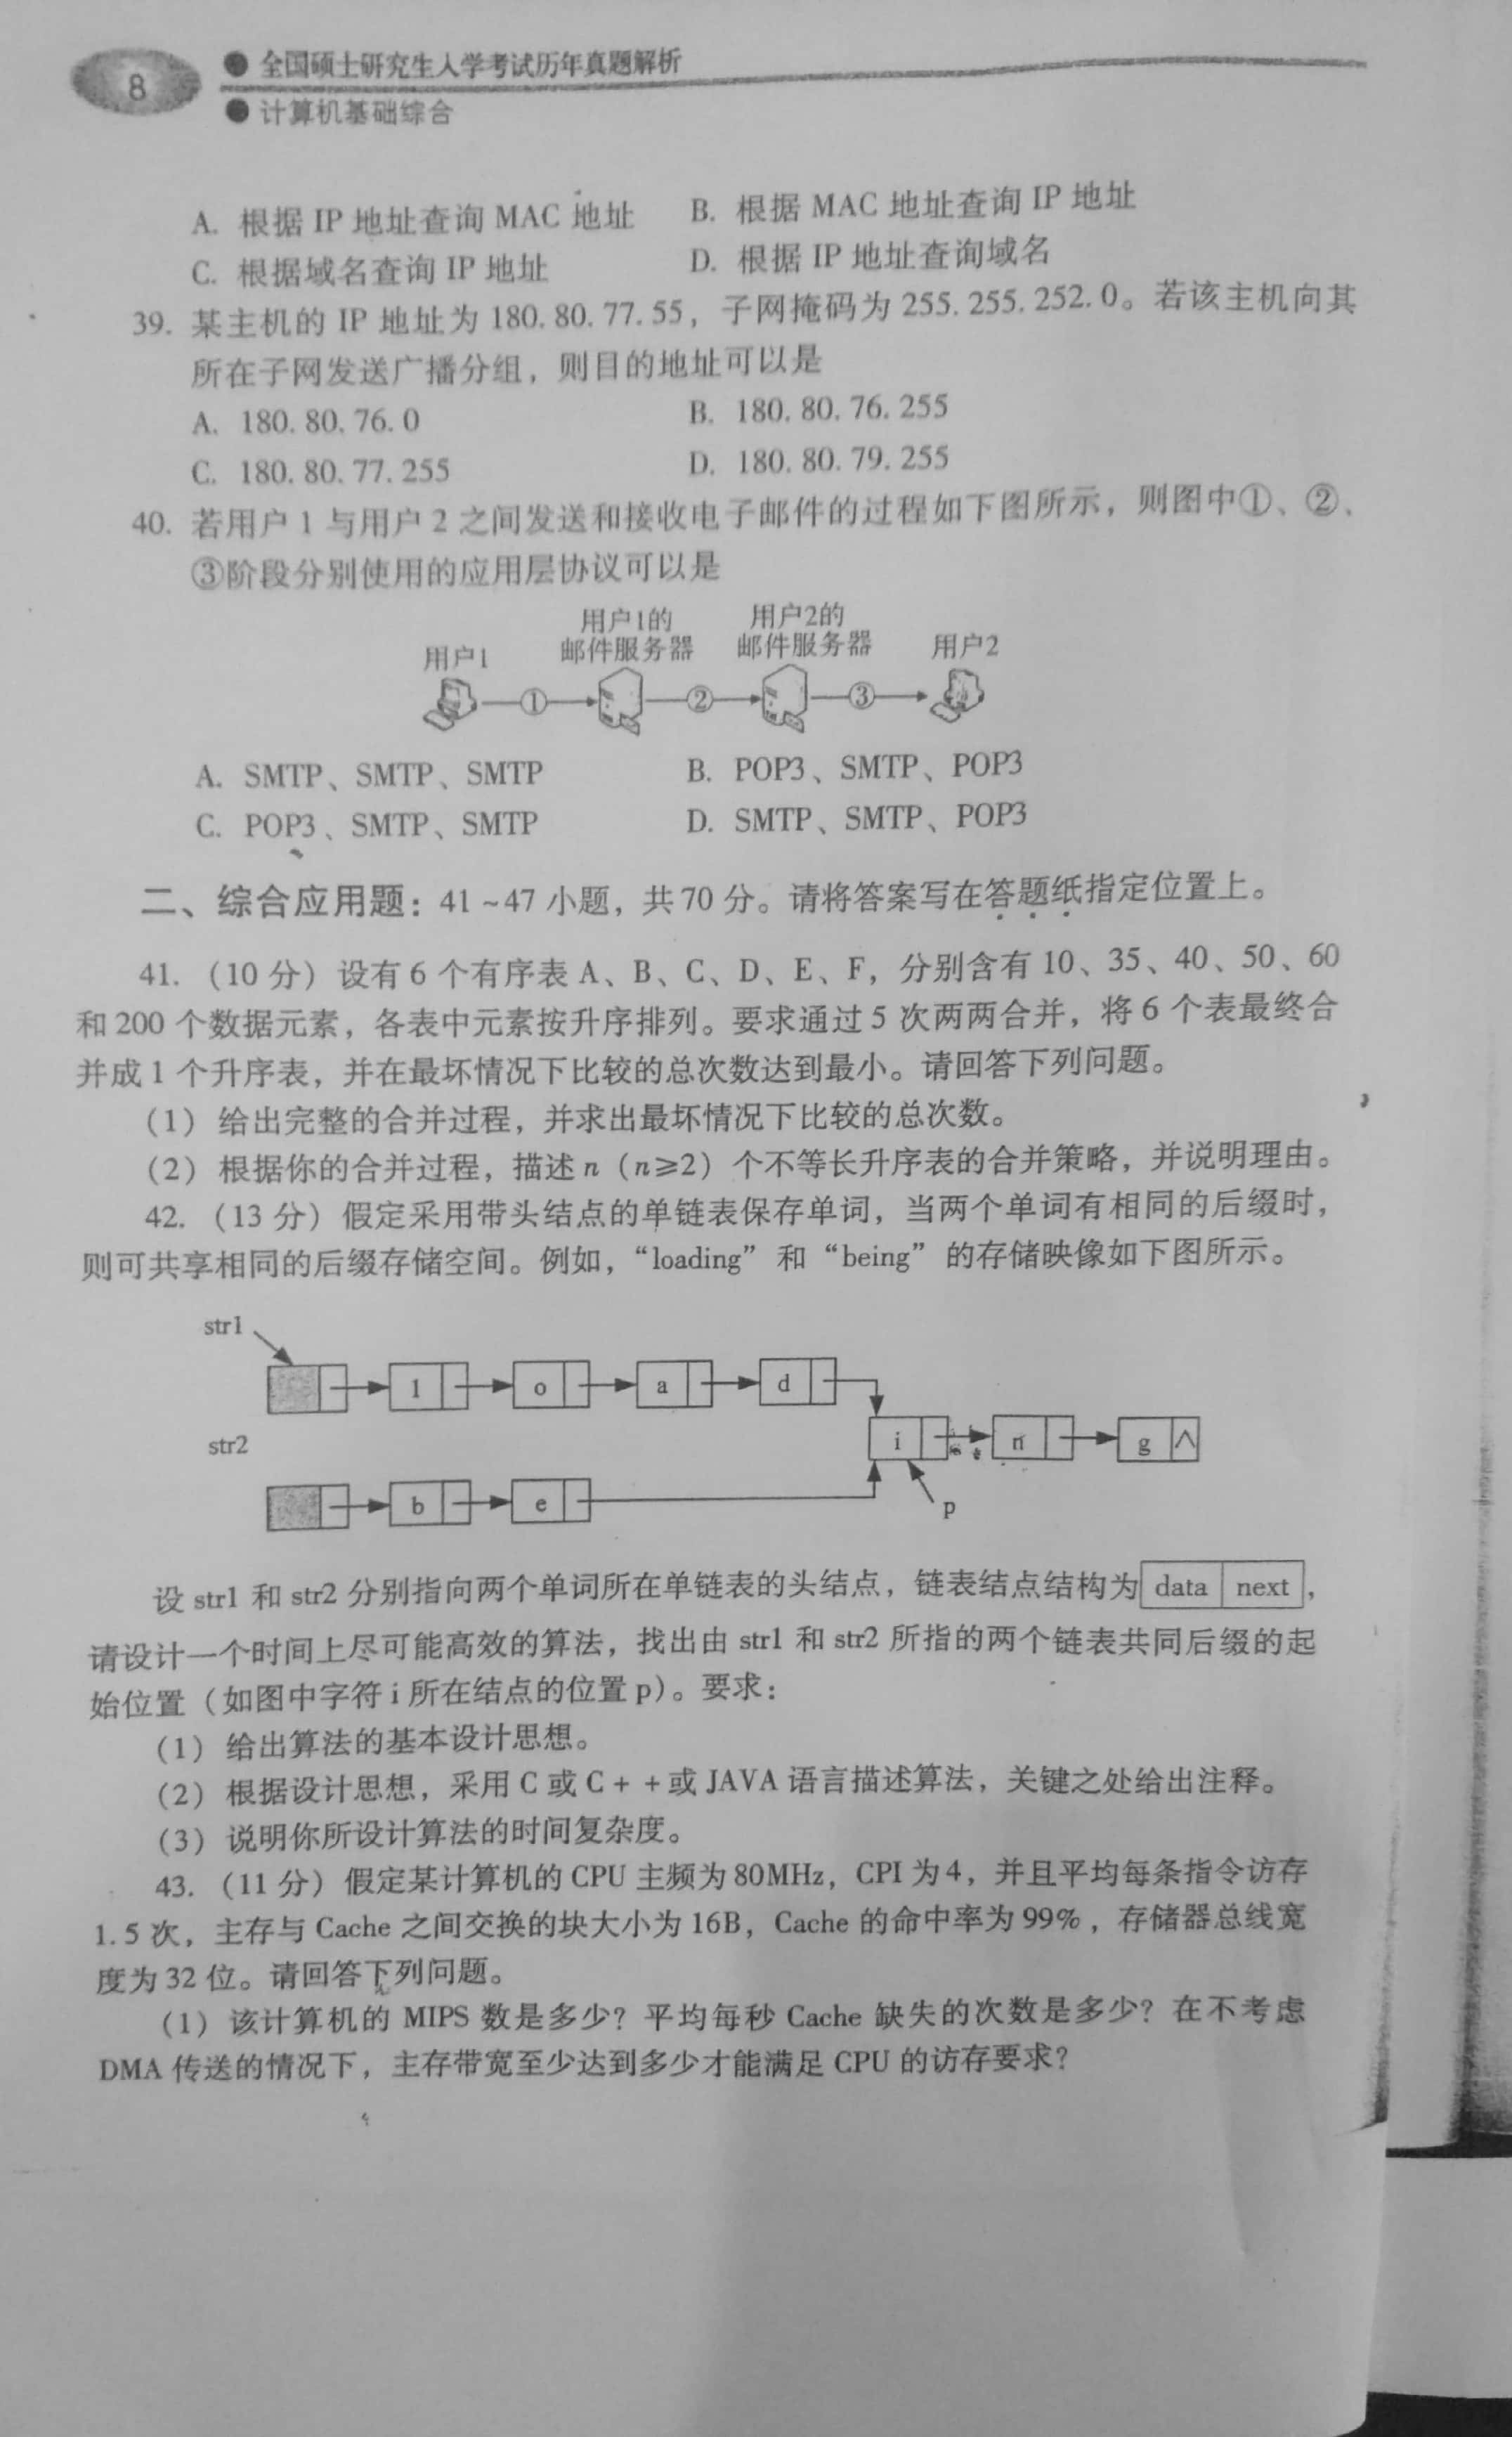 8
全国硕士研究生入学考试历年真题解析
计算机基础综合
A. 根据 IP 地址查询 MAC 地址 B. 根据 MAC 地址查询 IP 地址
C. 根据域名查询 IP 地址 D. 根据 IP 地址查询域名
39. 某主机的 IP 地址为 180. 80. 77. 55，子网掩码为 255. 255. 252. 0。若该主机向其
所在子网发送广播分组，则目的地址可以是
A. 180. 80. 76. 0 B. 180. 80. 76. 255
C. 180. 80. 77. 255 D. 180. 80. 79. 255
40. 若用户 1 与用户 2 之间发送和接收电子邮件的过程如下图所示，则图中①、②、
③阶段分别使用的应用层协议可以是
用户1的 用户2的
用户1 邮件服务器 邮件服务器 用户2
① ② ③
A. SMTP、SMTP、SMTP B. POP3、SMTP、POP3
C. POP3、SMTP、SMTP D. SMTP、SMTP、POP3
二、综合应用题：41 ~ 47 小题，共 70 分。请将答案写在答题纸指定位置上。
41. （10 分）设有 6 个有序表 A、B、C、D、E、F，分别含有 10、35、40、50、60
和 200 个数据元素，各表中元素按升序排列。要求通过 5 次两两合并，将 6 个表最终合
并成 1 个升序表，并在最坏情况下比较的总次数达到最小。请回答下列问题。
（1）给出完整的合并过程，并求出最坏情况下比较的总次数。
（2）根据你的合并过程，描述 n（n≥2）个不等长升序表的合并策略，并说明理由。
42. （13 分）假定采用带头结点的单链表保存单词，当两个单词有相同的后缀时，
则可共享相同的后缀存储空间。例如，“loading” 和 “being” 的存储映像如下图所示。
str1
l o a d
str2 i n g ∧
b e p
设 str1 和 str2 分别指向两个单词所在单链表的头结点，链表结点结构为 data next ，
请设计一个时间上尽可能高效的算法，找出由 str1 和 str2 所指的两个链表共同后缀的起
始位置（如图中字符 i 所在结点的位置 p）。要求：
（1）给出算法的基本设计思想。
（2）根据设计思想，采用 C 或 C + + 或 JAVA 语言描述算法，关键之处给出注释。
（3）说明你所设计算法的时间复杂度。
43. （11 分）假定某计算机的 CPU 主频为 80MHz，CPI 为 4，并且平均每条指令访存
1. 5 次，主存与 Cache 之间交换的块大小为 16B，Cache 的命中率为 99%，存储器总线宽
度为 32 位。请回答下列问题。
（1）该计算机的 MIPS 数是多少？平均每秒 Cache 缺失的次数是多少？在不考虑
DMA 传送的情况下，主存带宽至少达到多少才能满足 CPU 的访存要求？